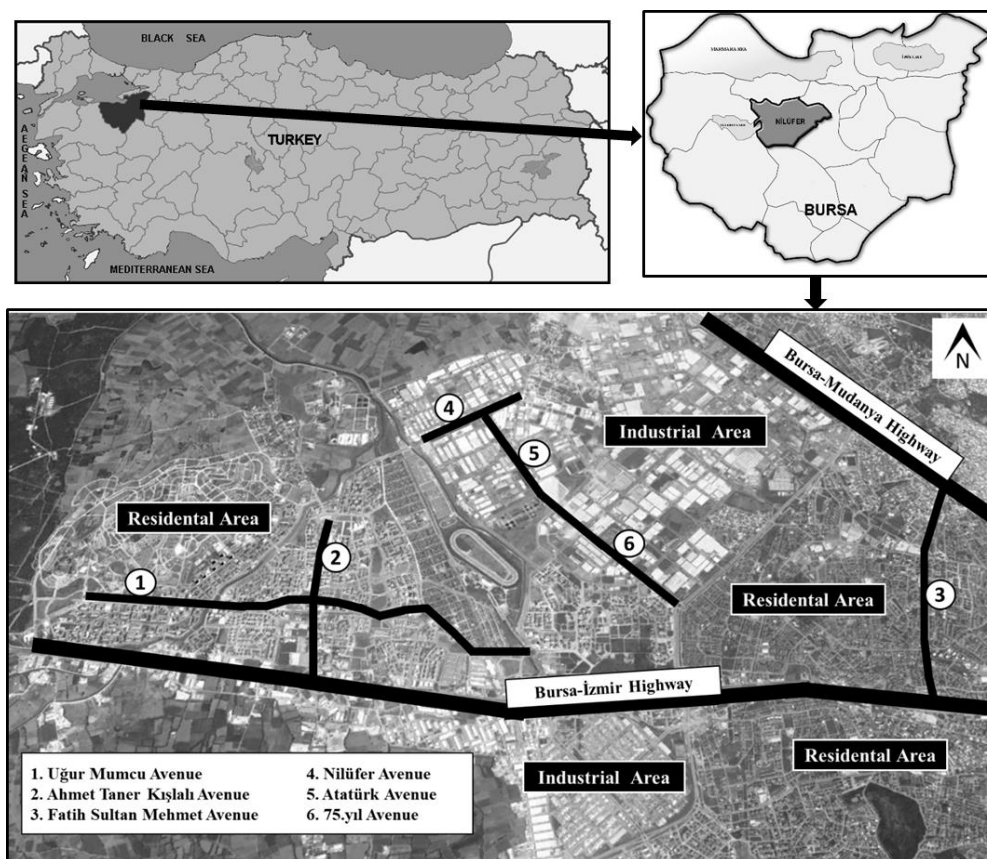 BLACK SEA
AEGEAN SEA
TURKEY
MEDITERRANEAN SEA
NİLÜFER
BURSA
N
Bursa-Mudanya Highway
4
Industrial Area
5
Residental Area
2
6
1
Residental Area
3
Bursa-İzmir Highway
Residental Area
Industrial Area
1. Uğur Mumcu Avenue
2. Ahmet Taner Kışlalı Avenue
3. Fatih Sultan Mehmet Avenue
4. Nilüfer Avenue
5. Atatürk Avenue
6. 75.yıl Avenue